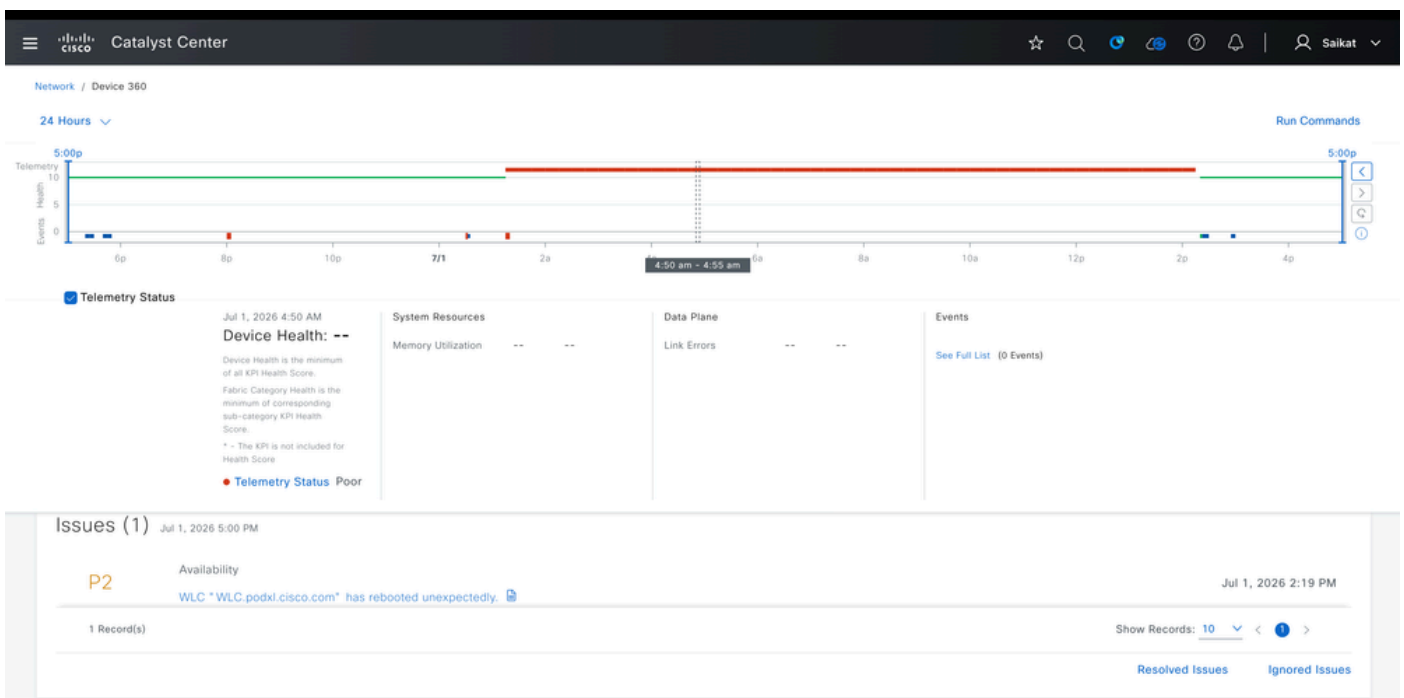 cisco Catalyst Center
Saikat
Network / Device 360
24 Hours
Run Commands
5:00p
5:00p
Telemetry
10
Health
5
Events
0
6p 8p 10p 7/1 2a 6a 8a 10a 12p 2p 4p
4:50 am - 4:55 am
Telemetry Status
Jul 1, 2026 4:50 AM
Device Health: --
Device Health is the minimum
of all KPI Health Score.
Fabric Category Health is the
minimum of corresponding
sub-category KPI Health
Score.
* - The KPI is not included for
Health Score
Telemetry Status Poor
System Resources
Memory Utilization -- --
Data Plane
Link Errors -- --
Events
See Full List (0 Events)
Issues (1) Jul 1, 2026 5:00 PM
P2
Availability
WLC "WLC.podxl.cisco.com" has rebooted unexpectedly.
Jul 1, 2026 2:19 PM
1 Record(s)
Show Records: 10 < 1 >
Resolved Issues Ignored Issues